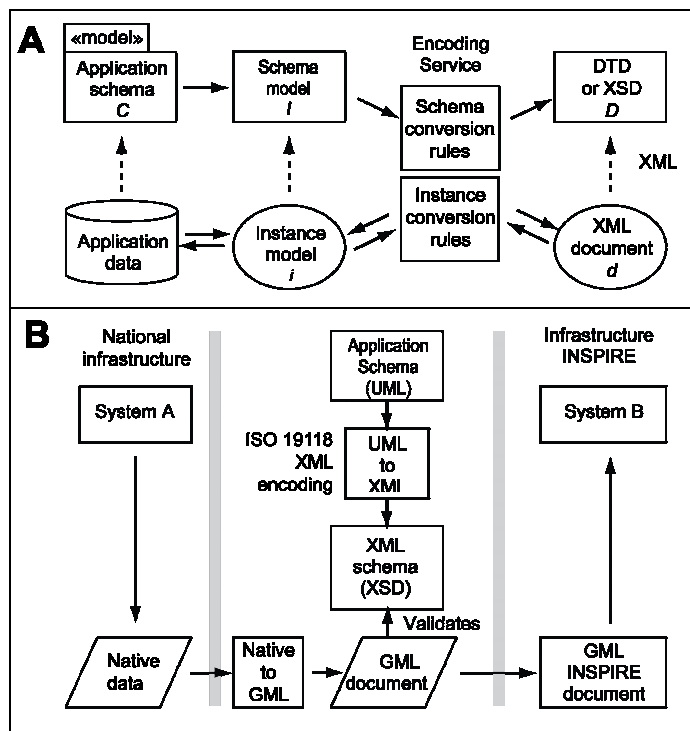 A
«model»
Application
schema
C
Schema
model
I
Encoding
Service
Schema
conversion
rules
DTD
or XSD
D
XML
Application
data
Instance
model
i
Instance
conversion
rules
XML
document
d
B
National
infrastructure
System A
Native
data
Application
Schema
(UML)
ISO 19118
XML
encoding
UML
to
XMI
XML
schema
(XSD)
Validates
Native
to
GML
GML
document
Infrastructure
INSPIRE
System B
GML
INSPIRE
document